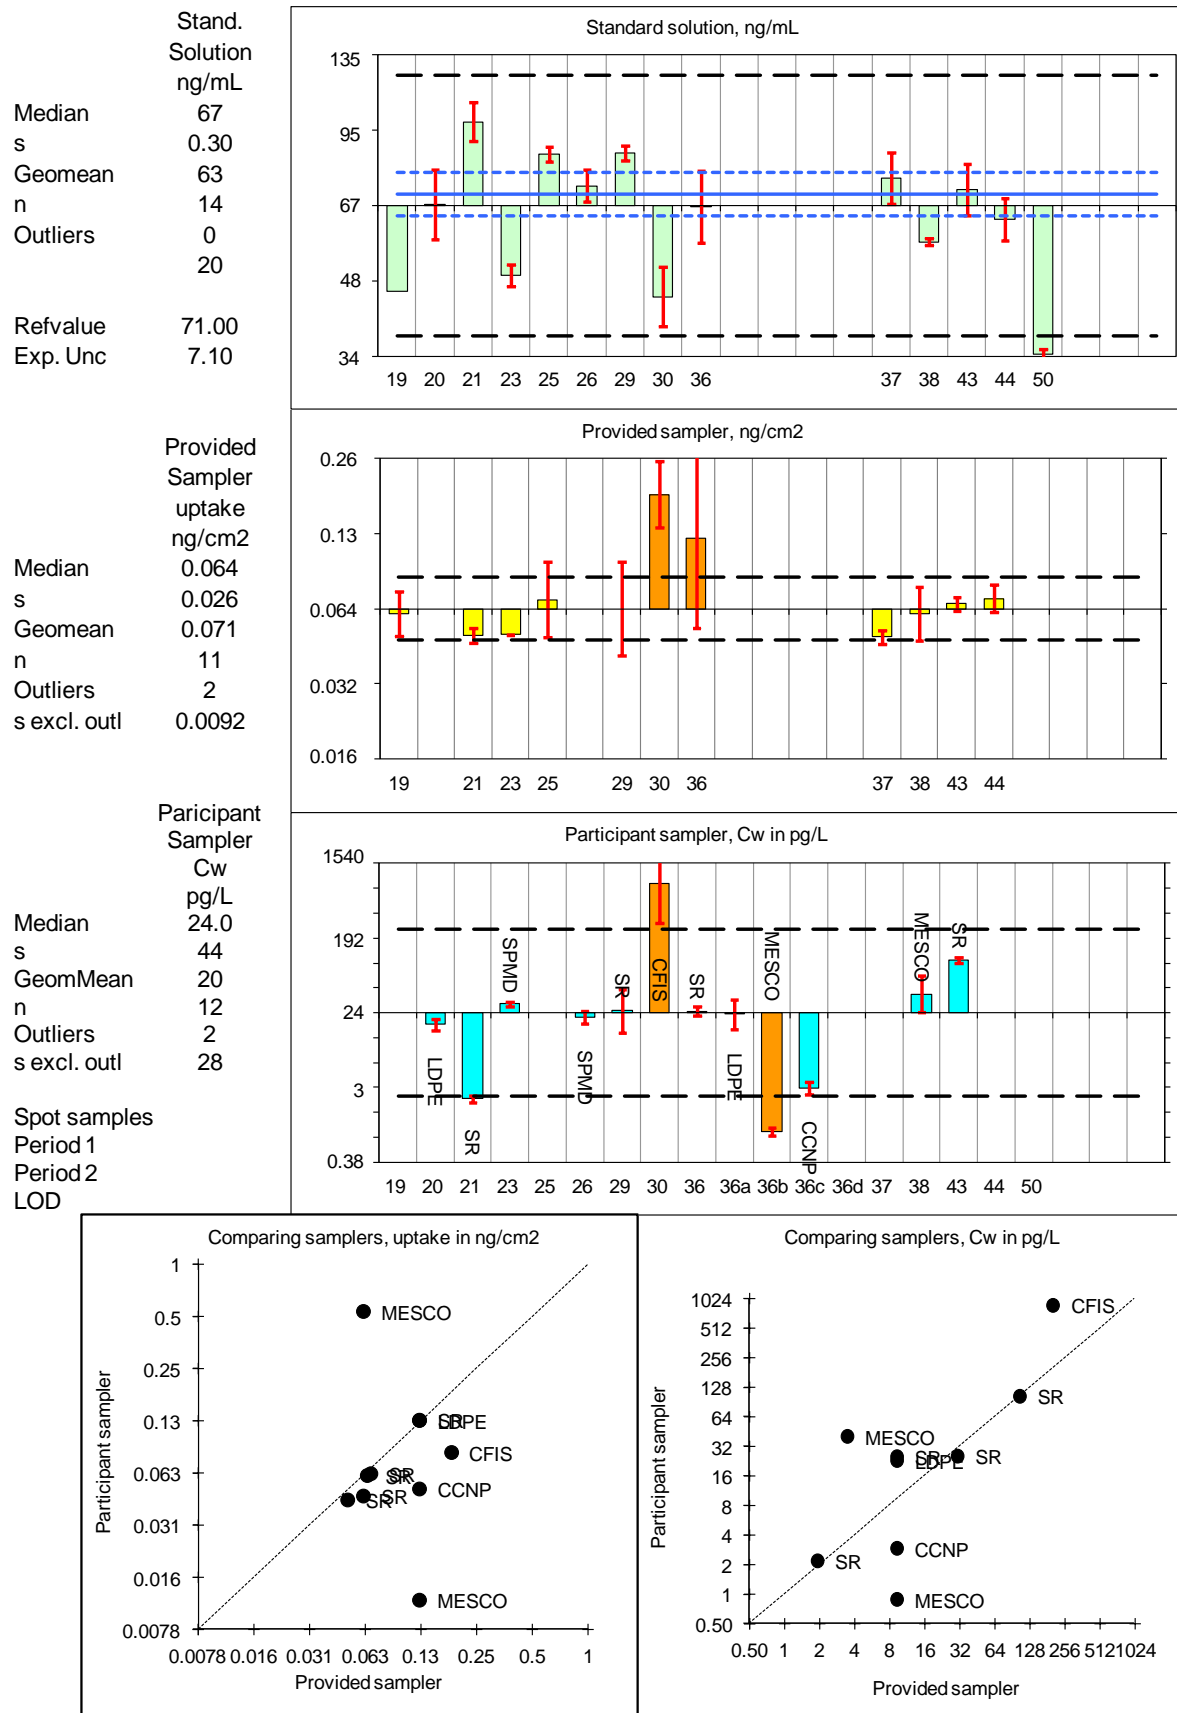 Stand.
Solution
ng/mL
Median 67
s 0.30
Geomean 63
n 14
Outliers 0
20
Refvalue 71.00
Exp. Unc 7.10
Standard solution, ng/mL
135
95
67
48
34
19 20 21 23 25 26 29 30 36 37 38 43 44 50
Provided
Sampler
uptake
ng/cm2
Median 0.064
s 0.026
Geomean 0.071
n 11
Outliers 2
s excl. outl 0.0092
Provided sampler, ng/cm2
0.26
0.13
0.064
0.032
0.016
19 21 23 25 29 30 36 37 38 43 44
Paricipant
Sampler
Cw
pg/L
Median 24.0
s 44
GeomMean 20
n 12
Outliers 2
s excl. outl 28
Spot samples
Period 1
Period 2
LOD
Participant sampler, Cw in pg/L
1540
192
24
3
0.38
LDPE
SR
SPMD
SPMD
SR
CFIS
SR
LDPE
MESCO
CCNP
MESCO
SR
19 20 21 23 25 26 29 30 36 36a 36b 36c 36d 37 38 43 44 50
Comparing samplers, uptake in ng/cm2
Participant sampler
1
0.5
0.25
0.13
0.063
0.031
0.016
0.0078
MESCO
SR
LDPE
CFIS
SR
SR
CCNP
SR
SR
MESCO
0.0078 0.016 0.031 0.063 0.13 0.25 0.5 1
Provided sampler
Comparing samplers, Cw in pg/L
Participant sampler
1024
512
256
128
64
32
16
8
4
2
1
0.50
CFIS
SR
MESCO
SR
LDPE
SR
CCNP
SR
MESCO
0.50 1 2 4 8 16 32 64 128 256 512 1024
Provided sampler